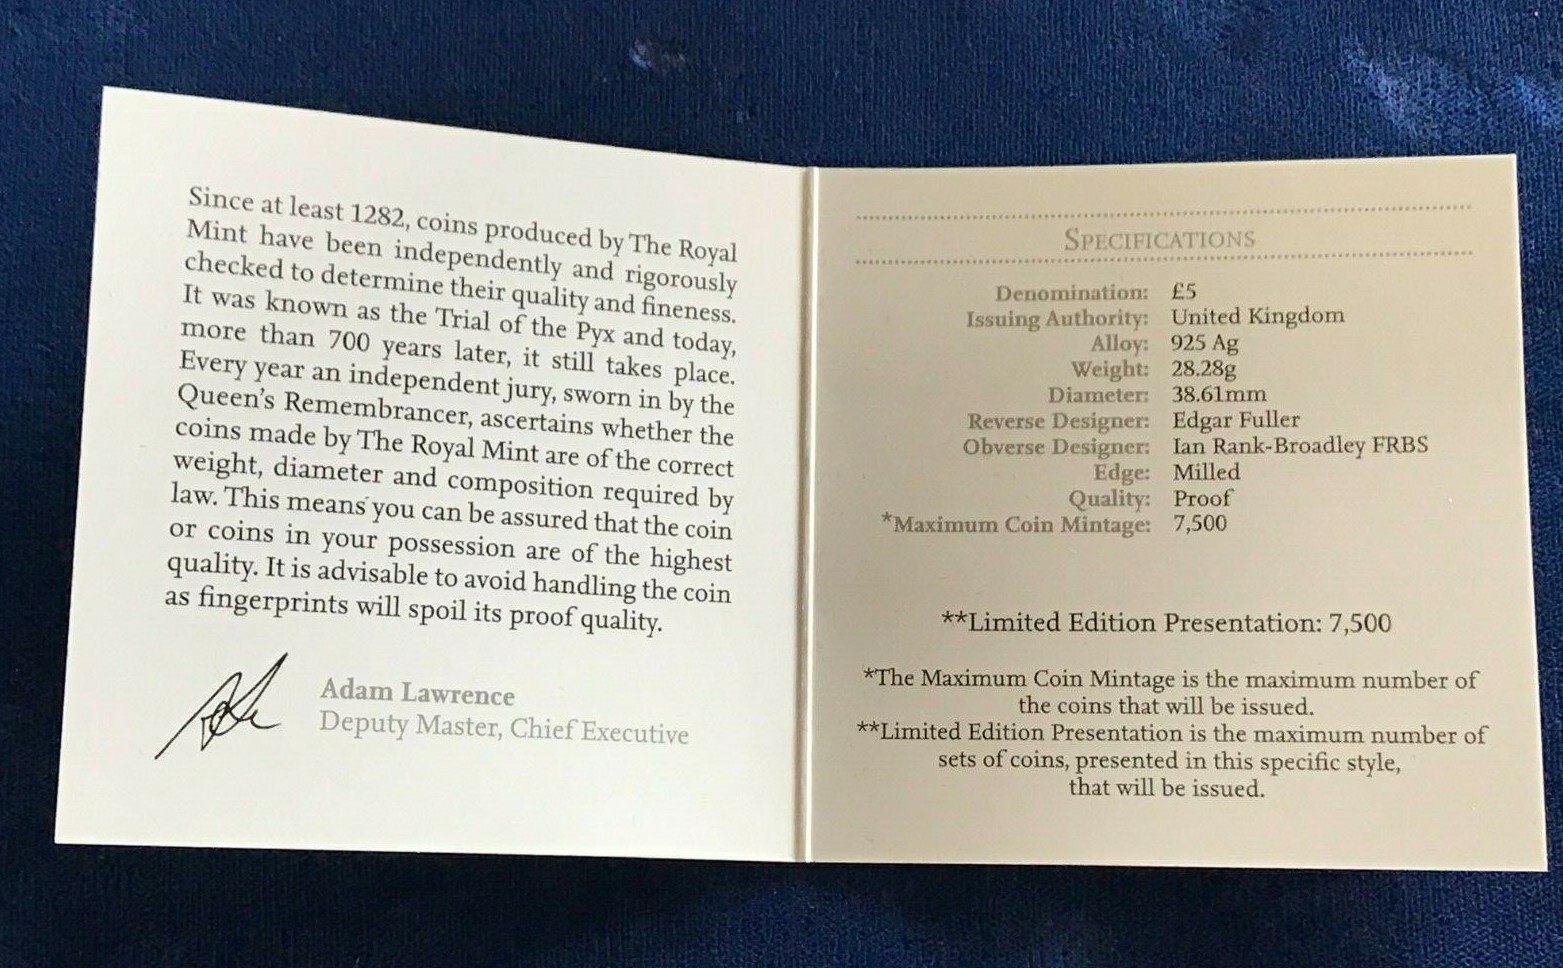 Since at least 1282, coins produced by The Royal
Mint have been independently and rigorously
checked to determine their quality and fineness.
It was known as the Trial of the Pyx and today,
more than 700 years later, it still takes place.
Every year an independent jury, sworn in by the
Queen's Remembrancer, ascertains whether the
coins made by The Royal Mint are of the correct
weight, diameter and composition required by
law. This means you can be assured that the coin
or coins in your possession are of the highest
quality. It is advisable to avoid handling the coin
as fingerprints will spoil its proof quality.
Adam Lawrence
Deputy Master, Chief Executive
SPECIFICATIONS
Denomination: £5
Issuing Authority: United Kingdom
Alloy: 925 Ag
Weight: 28.28g
Diameter: 38.61mm
Reverse Designer: Edgar Fuller
Obverse Designer: Ian Rank-Broadley FRBS
Edge: Milled
Quality: Proof
*Maximum Coin Mintage: 7,500
**Limited Edition Presentation: 7,500
*The Maximum Coin Mintage is the maximum number of
the coins that will be issued.
**Limited Edition Presentation is the maximum number of
sets of coins, presented in this specific style,
that will be issued.